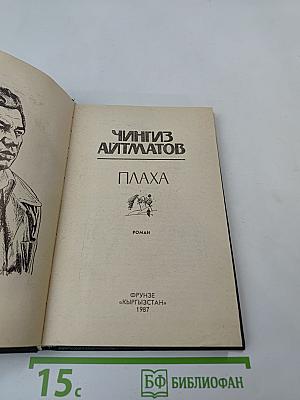 ЧИНГИЗ
АЙТМАТОВ
ПЛАХА
РОМАН
ФРУНЗЕ
«КЫРГЫЗСТАН»
1987
15с
БФ БИБЛИОФАН